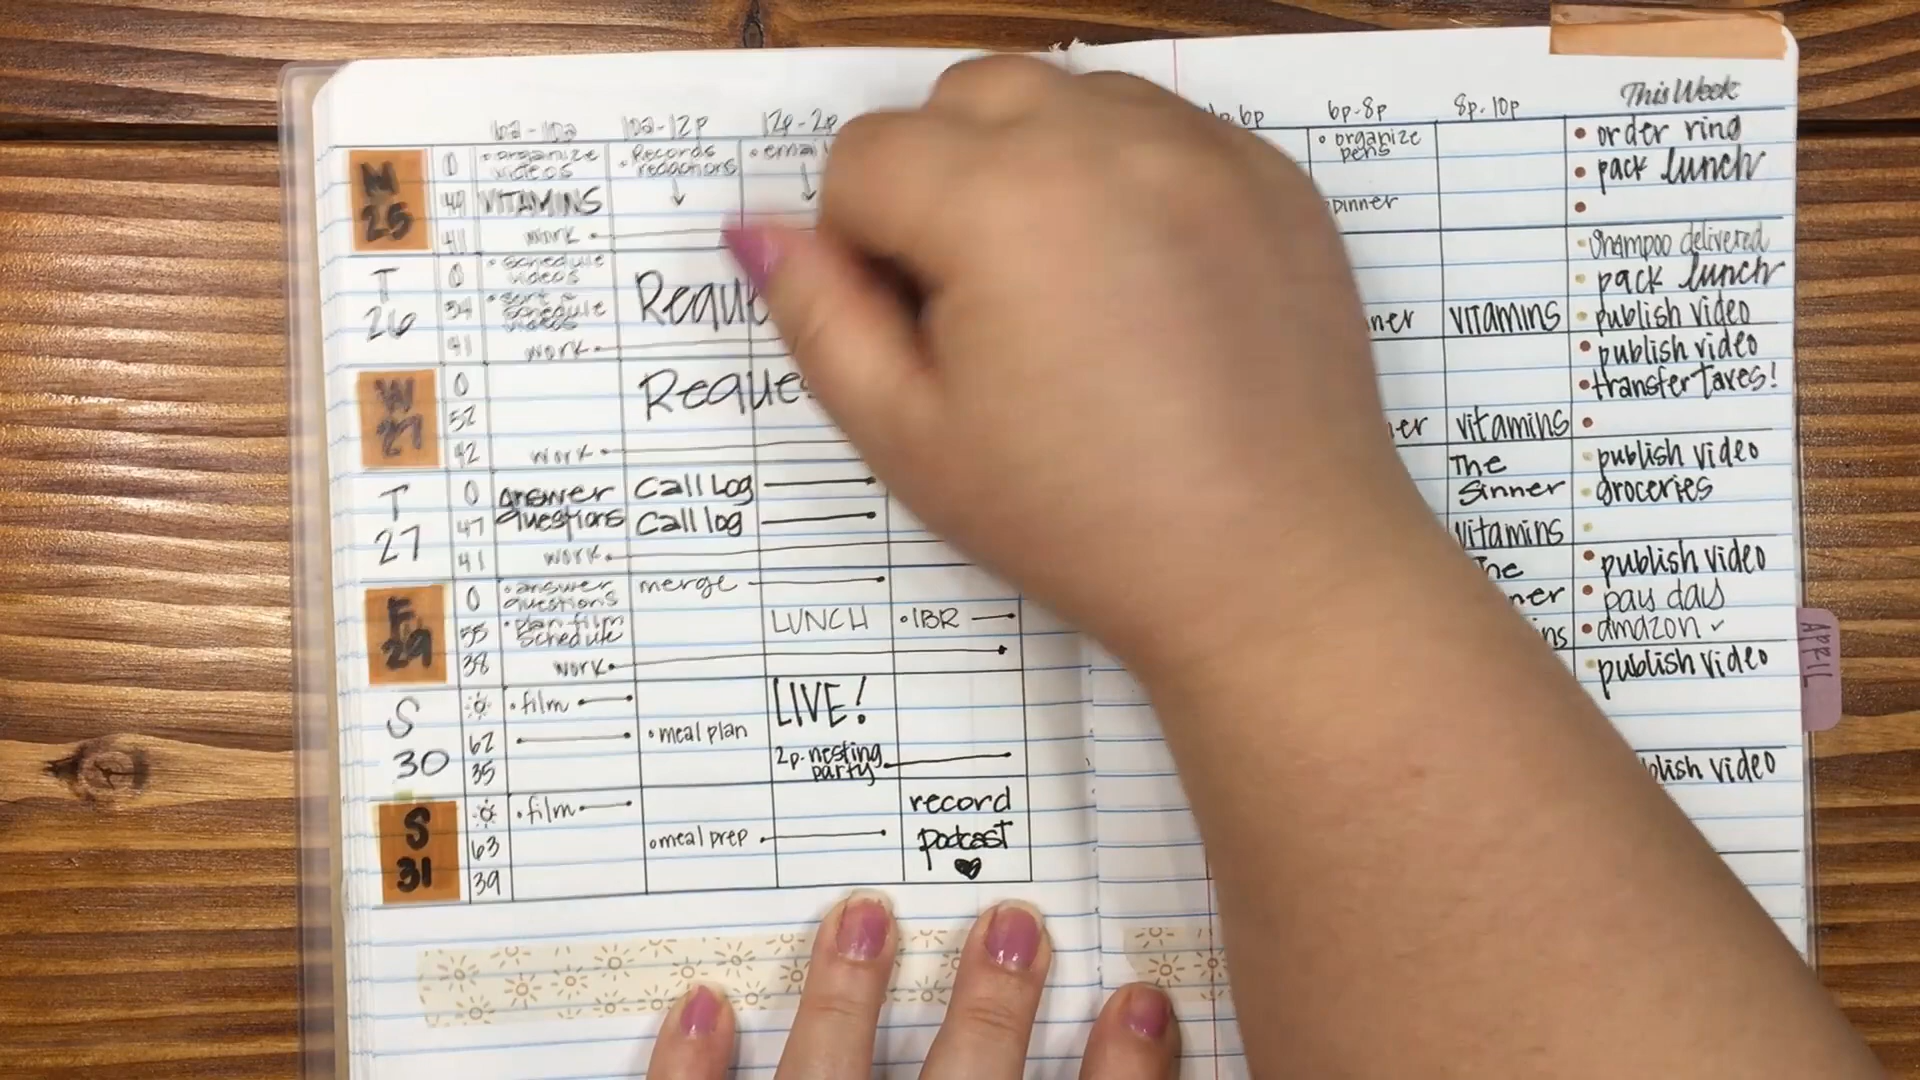 10a-12p 12p-2p 6p-8p 8p-10p This Week
M 25
0
49
41
• organize videos
VITAMINS
work
• Records redactions
• email
• organize pens
Dinner
• order ring
• pack lunch
T 26
0
54
41
• schedule videos
• sort & schedule videos
work
vitamins
• Shampoo delivered
• pack lunch
• publish video
W 27
0
52
42
work
vitamins
• publish video
• transfer taxes!
T 27
0
47
41
answer questions
Call Log
Call log
work
The Sinner
vitamins
• publish video
• groceries
F 29
0
55
38
• answer questions
• plan film schedule
work
merge
LUNCH
• IBR
• publish video
• pay day
• amazon ✓
S 30
62
35
• film
• meal plan
LIVE!
2p- nesting party
• publish video
S 31
63
39
• film
• meal prep
record podcast ♥
APRIL